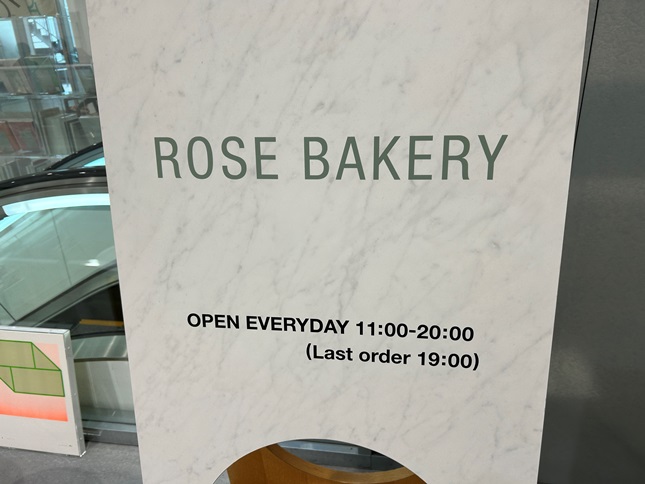 ROSE BAKERY
OPEN EVERYDAY 11:00-20:00
(Last order 19:00)